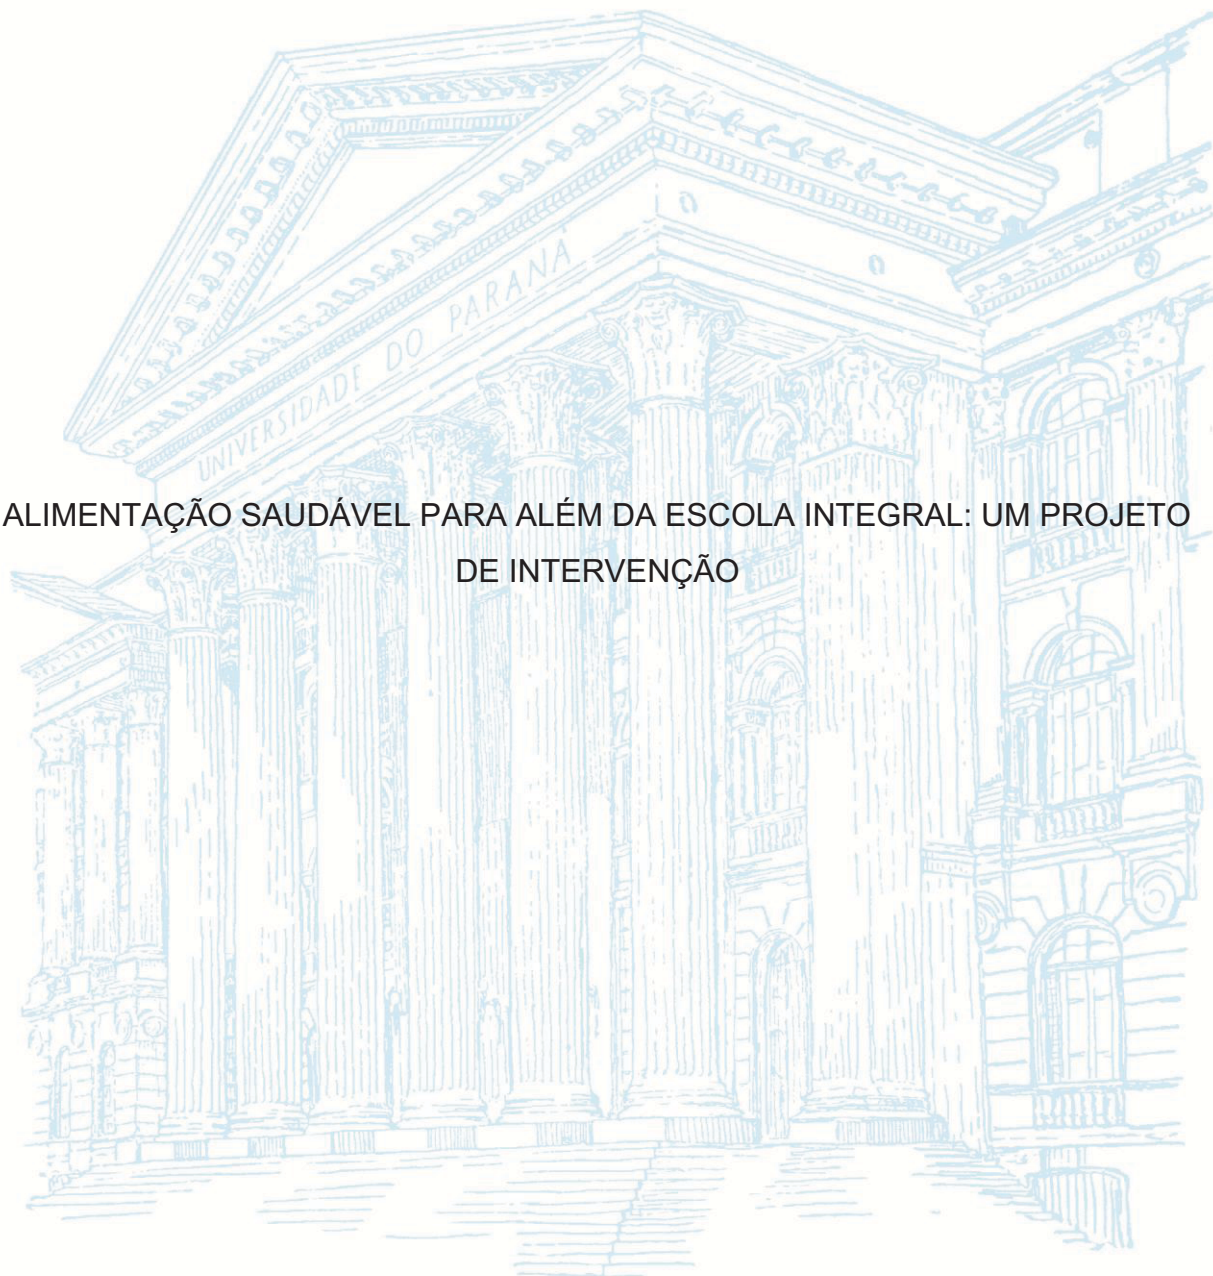 UNIVERSIDADE DO PARANÁ
ALIMENTAÇÃO SAUDÁVEL PARA ALÉM DA ESCOLA INTEGRAL: UM PROJETO
DE INTERVENÇÃO